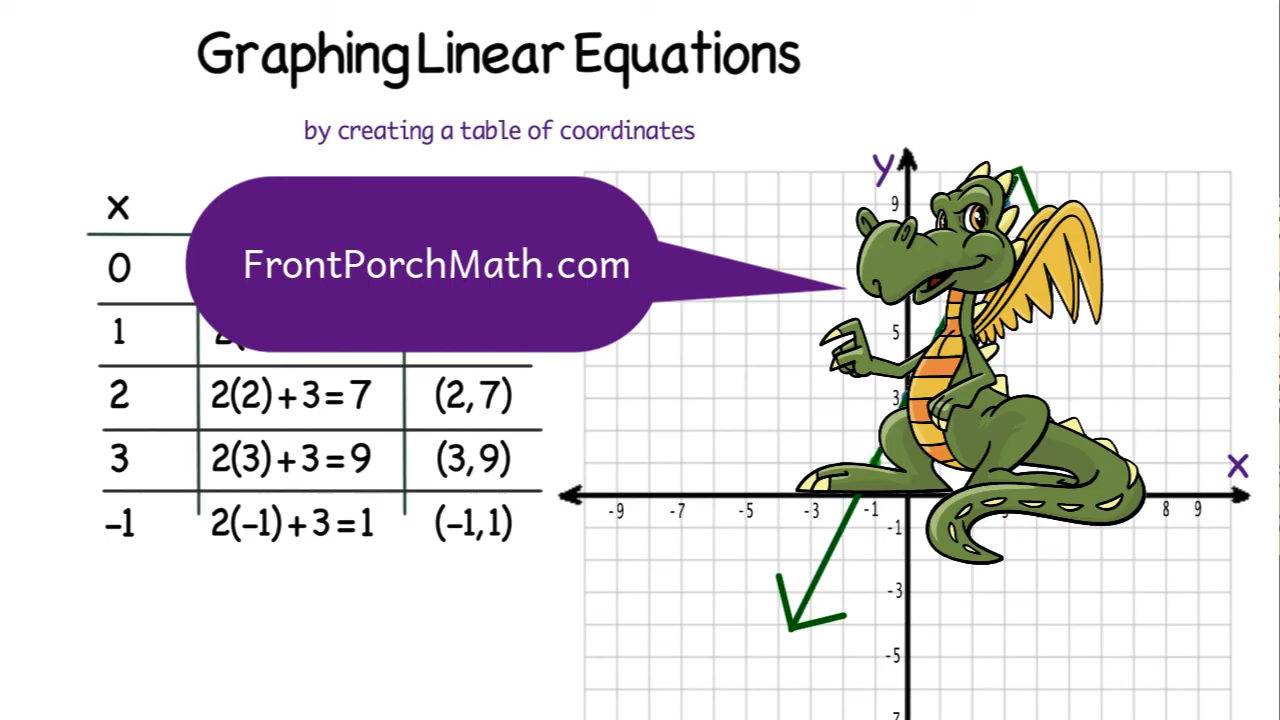 Graphing Linear Equations
by creating a table of coordinates
y
x
9
0
FrontPorchMath.com
1
5
2
2(2)+3=7
(2,7)
3
3
2(3)+3=9
(3,9)
x
-9 -7 -5 -3 -1 8 9
-1
2(-1)+3=1
(-1,1)
-1
-3
-5